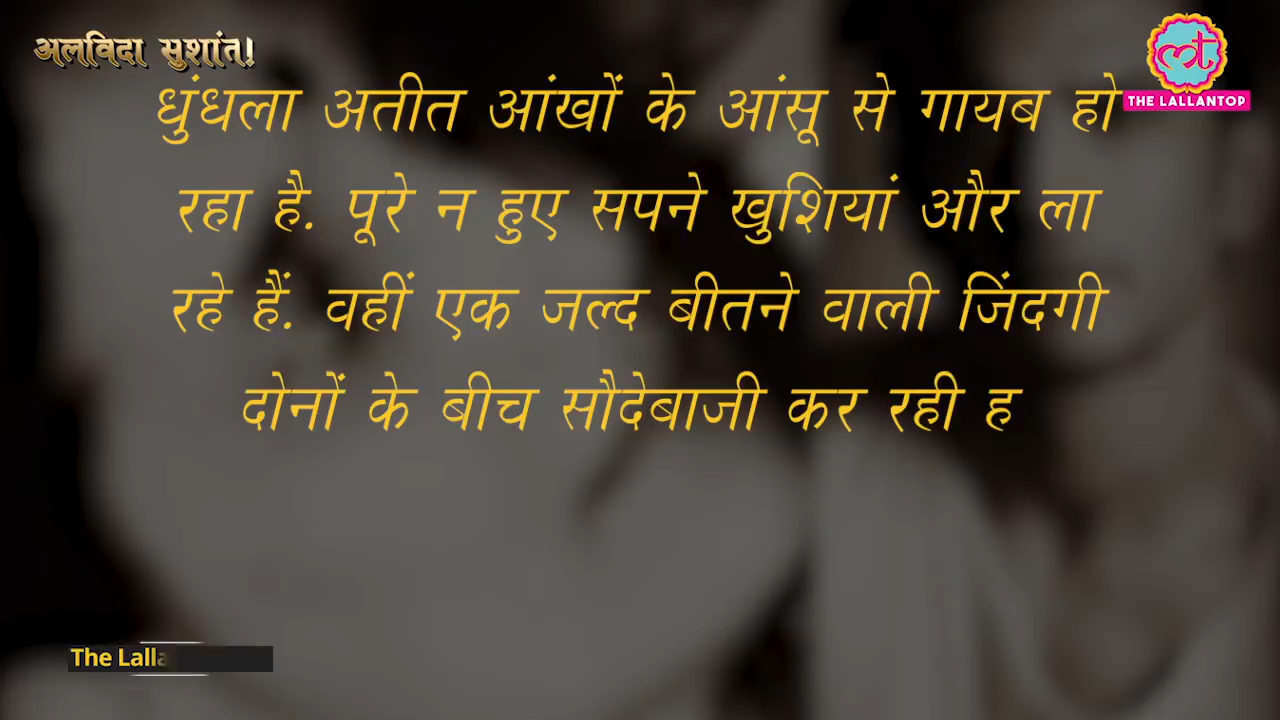 अलविदा सुशांत!
THE LALLANTOP
धुंधला अतीत आंखों के आंसू से गायब हो
रहा है. पूरे न हुए सपने खुशियां और ला
रहे हैं. वहीं एक जल्द बीतने वाली जिंदगी
दोनों के बीच सौदेबाजी कर रही ह
The Lalla